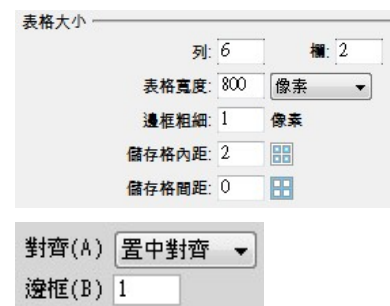 表格大小
列: 6 欄: 2
表格寬度: 800 像素
邊框粗細: 1 像素
儲存格內距: 2
儲存格間距: 0
對齊(A) 置中對齊
邊框(B) 1